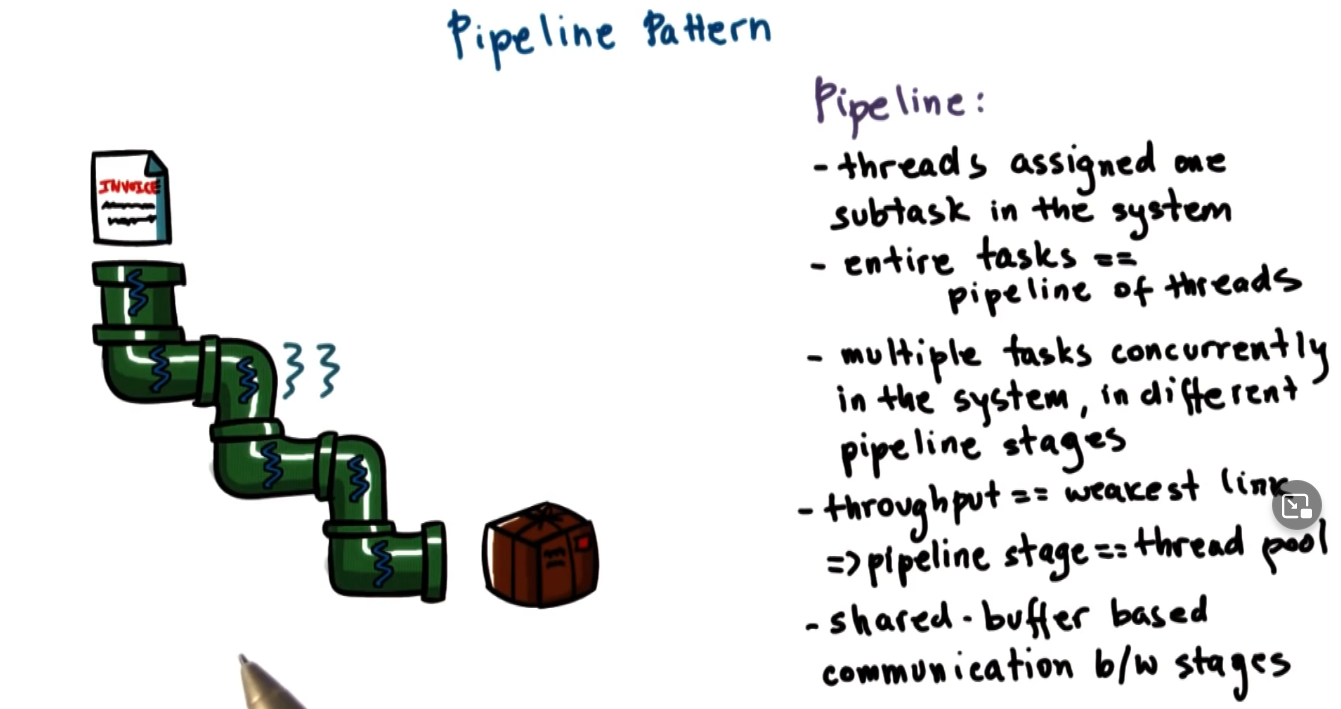 Pipeline Pattern
INVOICE
Pipeline:
- threads assigned one
subtask in the system
- entire tasks ==
pipeline of threads
- multiple tasks concurrently
in the system, in different
pipeline stages
- throughput == weakest link
=> pipeline stage == thread pool
- shared-buffer based
communication b/w stages